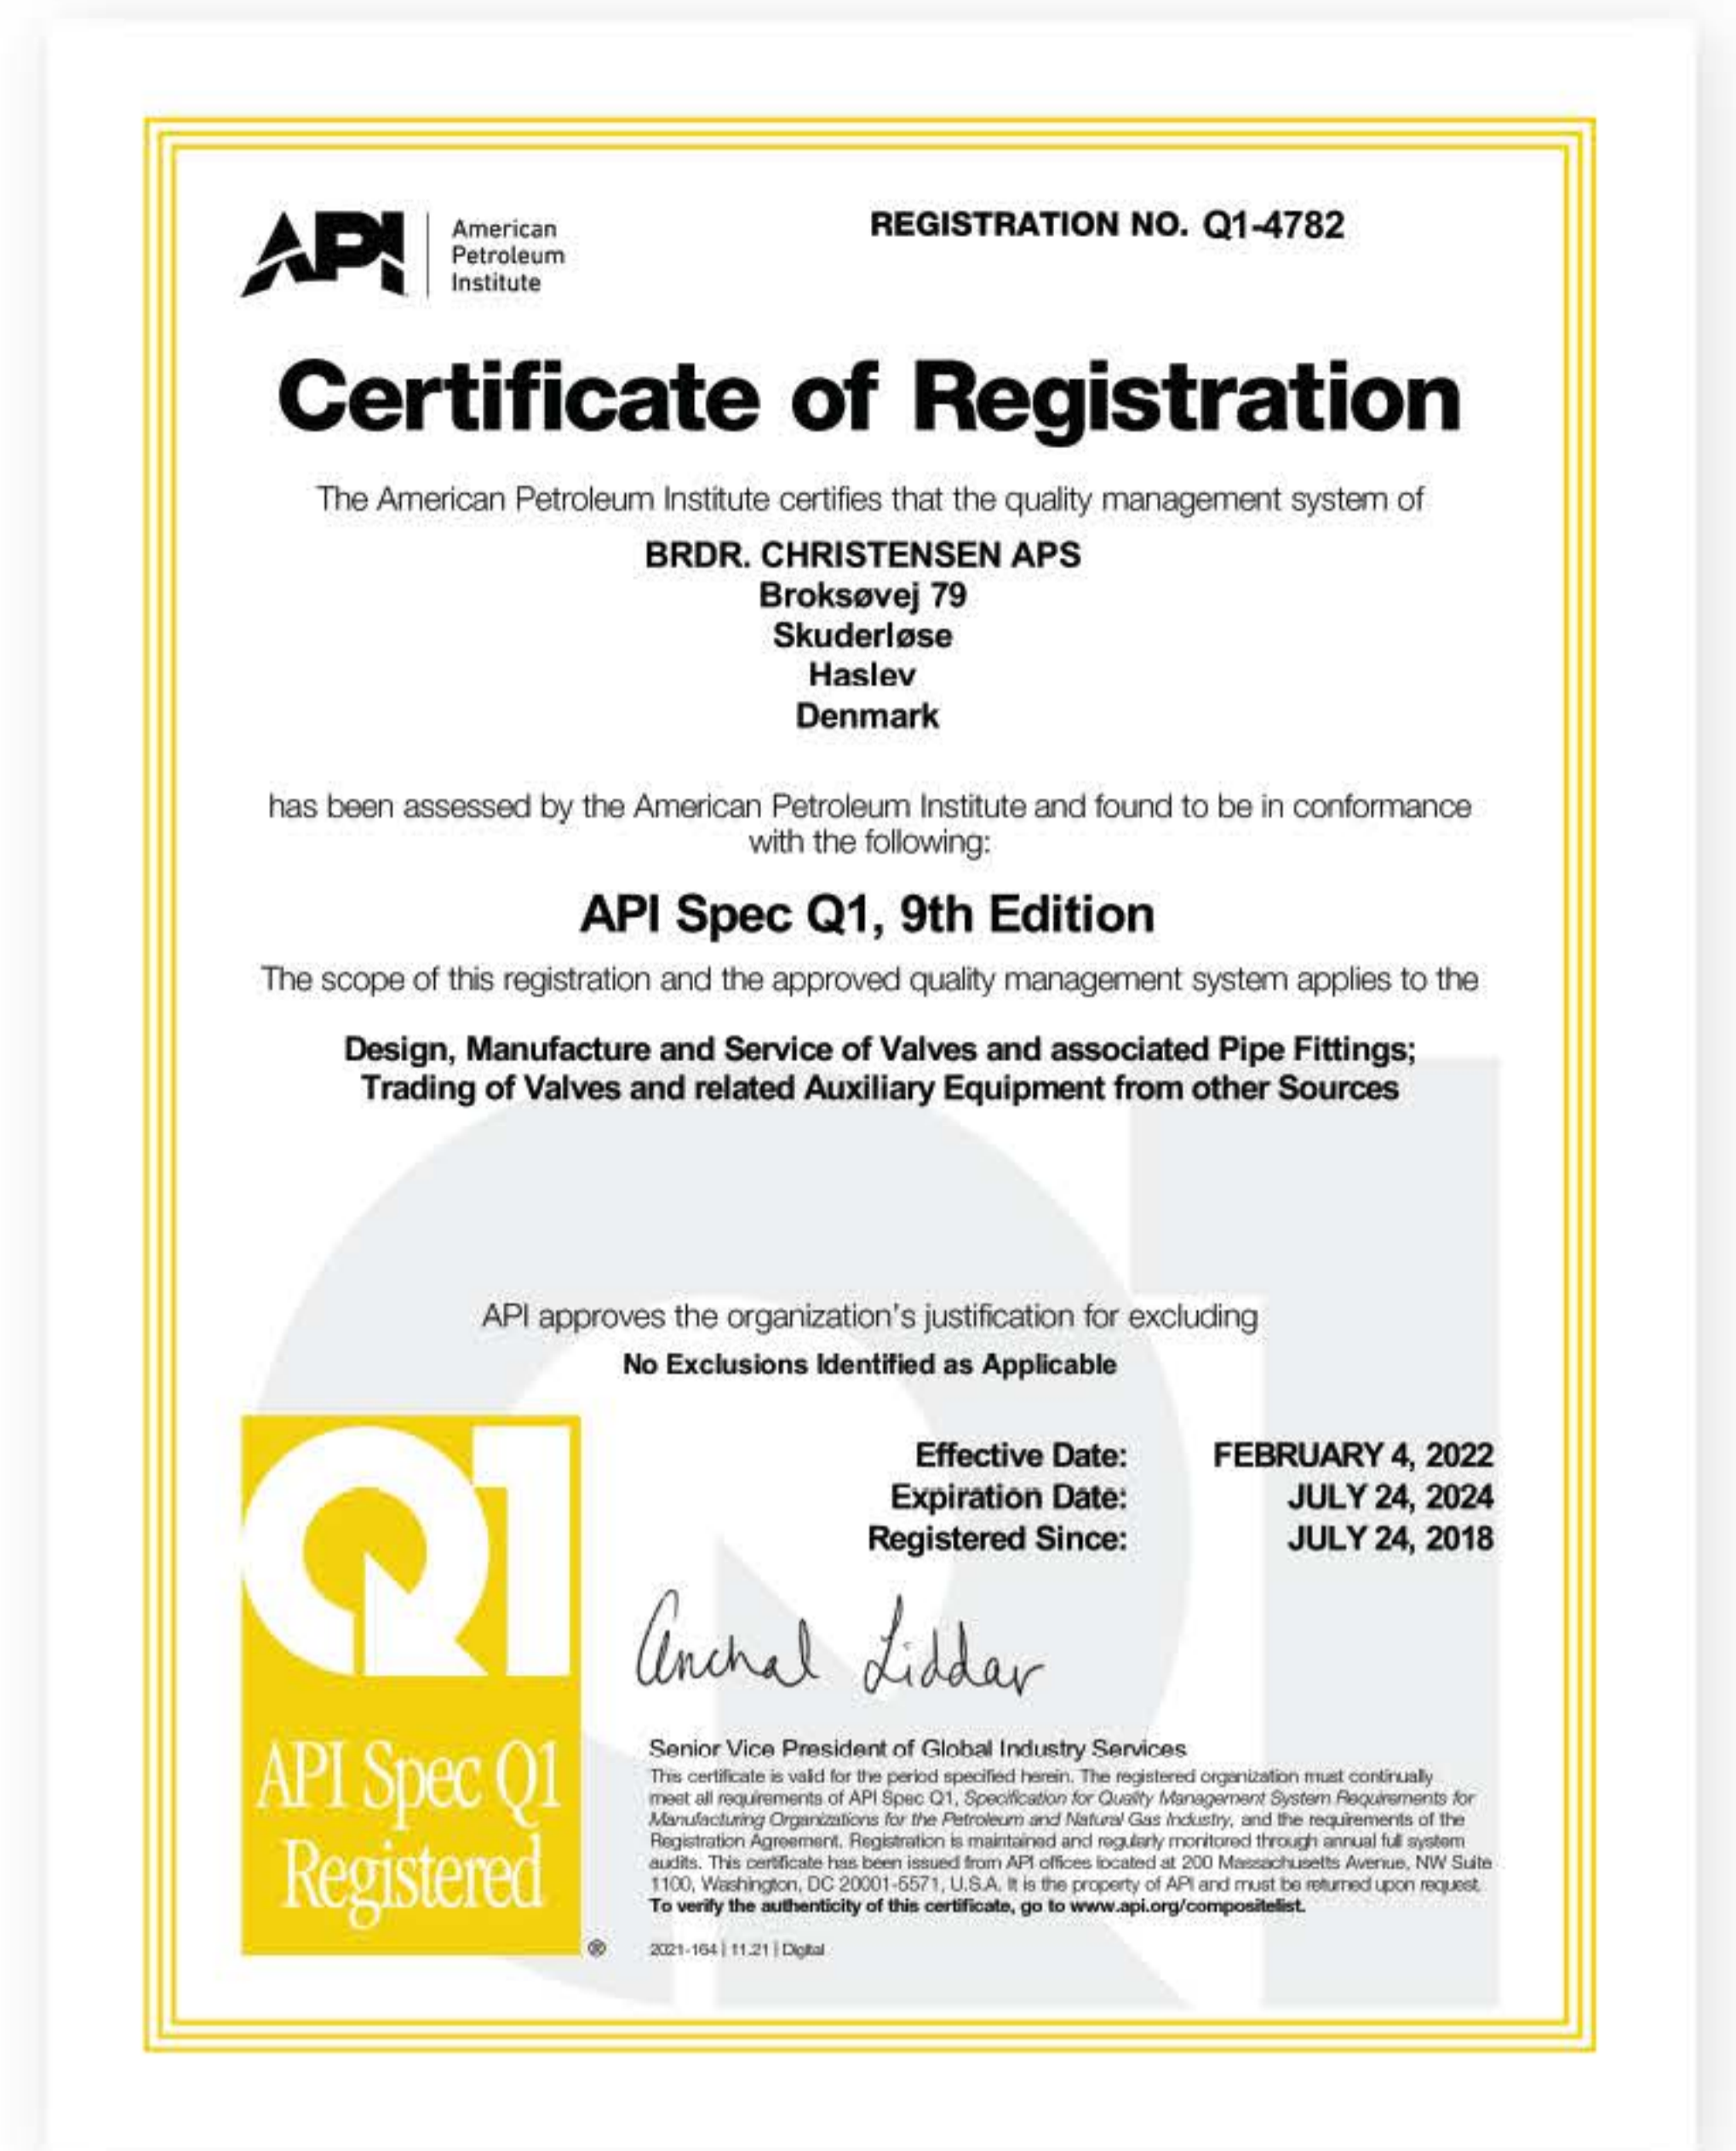 API
American
Petroleum
Institute
REGISTRATION NO. Q1-4782
Certificate of Registration
The American Petroleum Institute certifies that the quality management system of
BRDR. CHRISTENSEN APS
Broksøvej 79
Skuderløse
Haslev
Denmark
has been assessed by the American Petroleum Institute and found to be in conformance
with the following:
API Spec Q1, 9th Edition
The scope of this registration and the approved quality management system applies to the
Design, Manufacture and Service of Valves and associated Pipe Fittings;
Trading of Valves and related Auxiliary Equipment from other Sources
API approves the organization's justification for excluding
No Exclusions Identified as Applicable
Effective Date: FEBRUARY 4, 2022
Expiration Date: JULY 24, 2024
Registered Since: JULY 24, 2018
Q1
API Spec Q1
Registered
®
Anchal Liddar
Senior Vice President of Global Industry Services
This certificate is valid for the period specified herein. The registered organization must continually
meet all requirements of API Spec Q1, Specification for Quality Management System Requirements for
Manufacturing Organizations for the Petroleum and Natural Gas Industry, and the requirements of the
Registration Agreement. Registration is maintained and regularly monitored through annual full system
audits. This certificate has been issued from API offices located at 200 Massachusetts Avenue, NW Suite
1100, Washington, DC 20001-5571, U.S.A. It is the property of API and must be returned upon request.
To verify the authenticity of this certificate, go to www.api.org/compositelist.
2021-164 | 11.21 | Digital